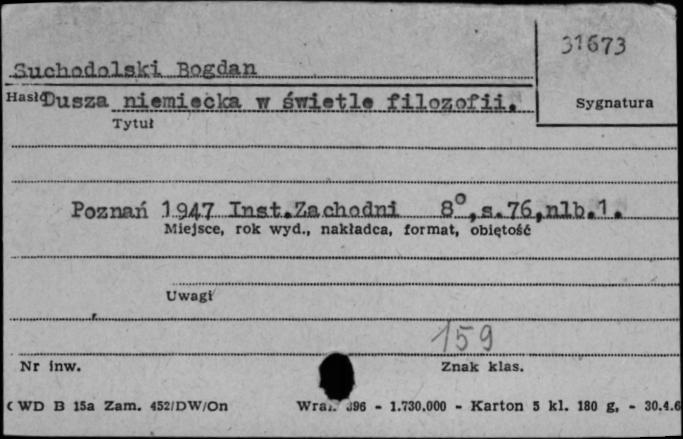 31673
Suchodolski Bogdan
Sygnatura
Hasło Dusza niemiecka w świetle filozofii.
Tytuł
Poznań 1947 Inst.Zachodni 8°,s.76,nlb.1.
Miejsce, rok wyd., nakładca, format, objętość
Uwagi
159
Nr inw.
Znak klas.
CWD B 15a Zam. 452/DW/On
396 - 1.730.000 - Karton 5 kl. 180 g, - 30.4.6